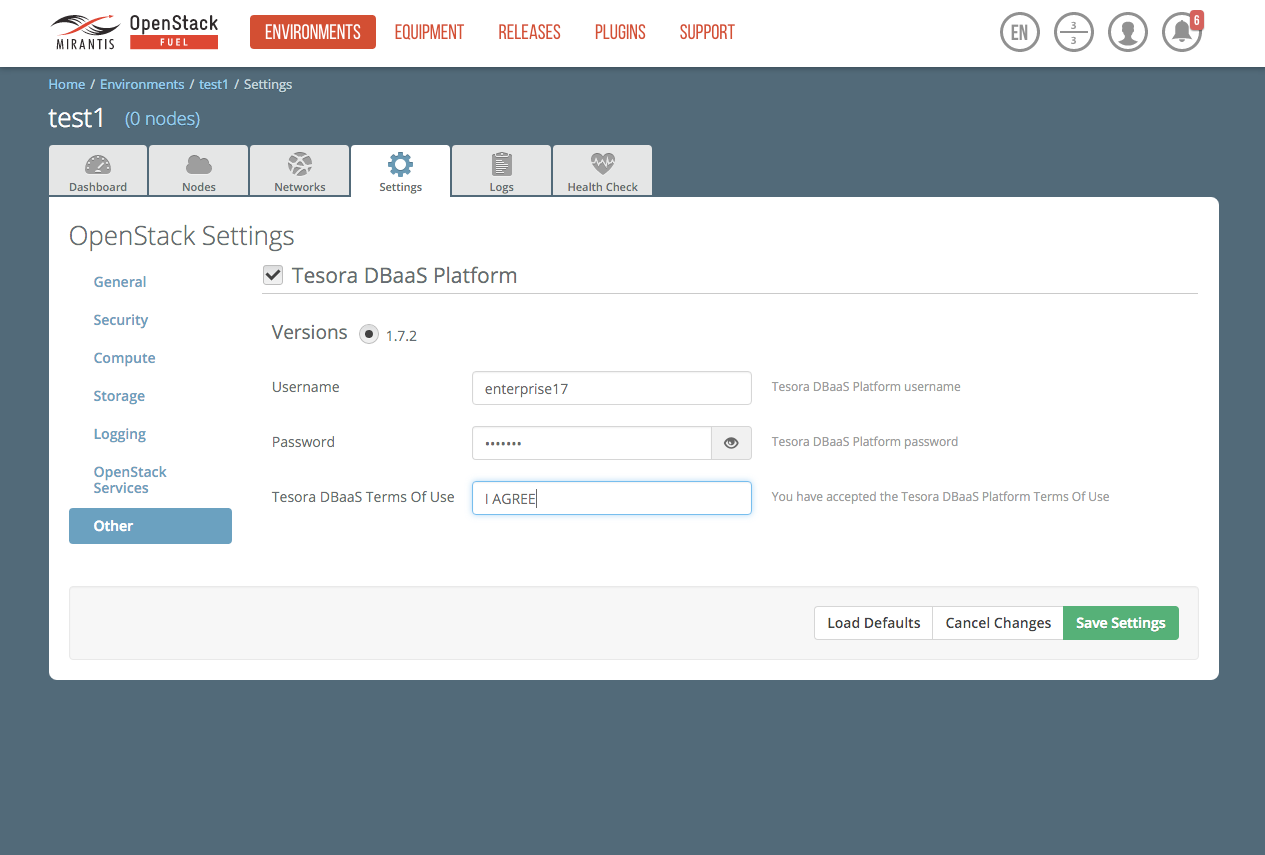 MIRANTIS
OpenStack
FUEL
ENVIRONMENTS EQUIPMENT RELEASES PLUGINS SUPPORT
EN
3
3
6
Home / Environments / test1 / Settings
test1 (0 nodes)
Dashboard Nodes Networks Settings Logs Health Check
OpenStack Settings
General
Security
Compute
Storage
Logging
OpenStack
Services
Other
Tesora DBaaS Platform
Versions 1.7.2
Username enterprise17 Tesora DBaaS Platform username
Password ••••••• Tesora DBaaS Platform password
Tesora DBaaS Terms Of Use I AGREE You have accepted the Tesora DBaaS Platform Terms Of Use
Load Defaults Cancel Changes Save Settings